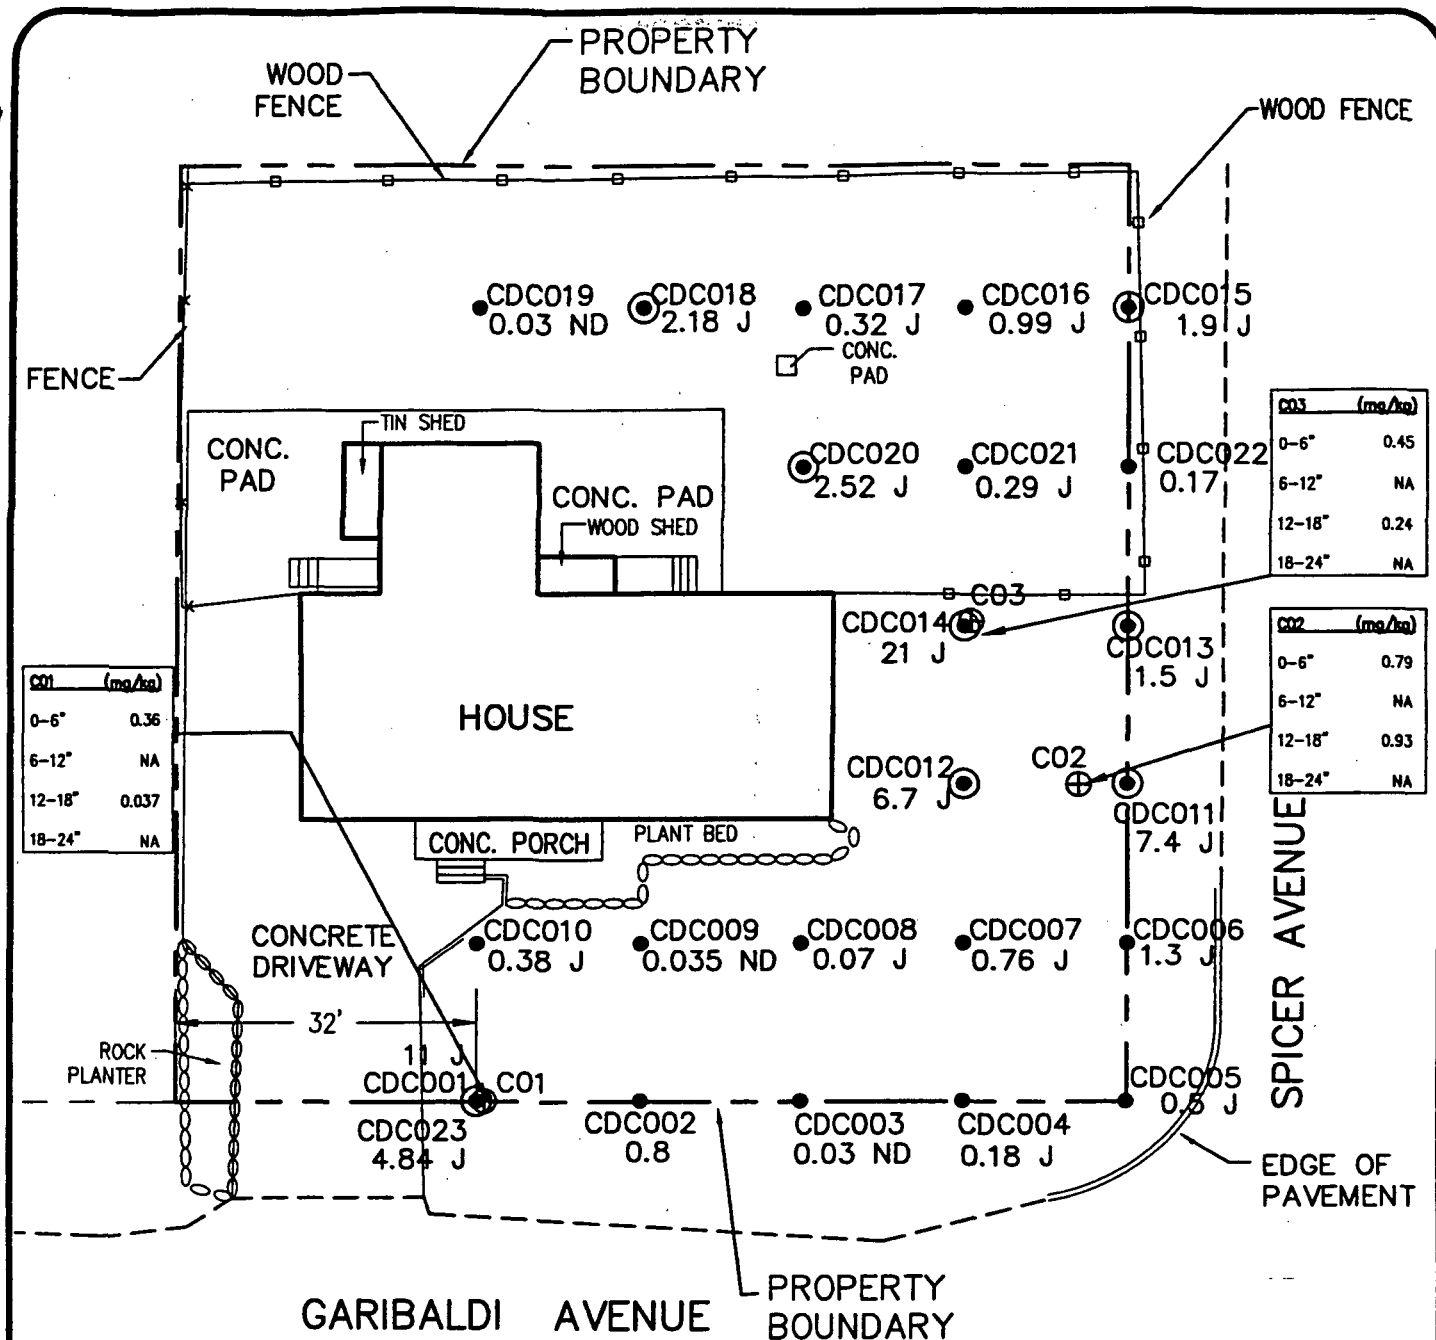 PROPERTY
BOUNDARY
WOOD
FENCE
WOOD FENCE
CDC019
0.03 ND
CDC018
2.18 J
CDC017
0.32 J
CDC016
0.99 J
CDC015
1.9 J
CONC.
PAD
FENCE
TIN SHED
CONC.
PAD
CONC. PAD
WOOD SHED
CDC020
2.52 J
CDC021
0.29 J
CDC022
0.17
C03 (mg/kg)
0-6" 0.45
6-12" NA
12-18" 0.24
18-24" NA
C03
CDC014
21 J
CDC013
1.5 J
C02 (mg/kg)
0-6" 0.79
6-12" NA
12-18" 0.93
18-24" NA
C01 (mg/kg)
0-6" 0.36
6-12" NA
12-18" 0.037
18-24" NA
HOUSE
CDC012
6.7 J
C02
CDC011
7.4 J
CONC. PORCH
PLANT BED
SPICER AVENUE
CONCRETE
DRIVEWAY
CDC010
0.38 J
CDC009
0.035 ND
CDC008
0.07 J
CDC007
0.76 J
CDC006
1.3 J
32'
ROCK
PLANTER
11 J
CDC001
C01
CDC023
4.84 J
CDC002
0.8
CDC003
0.03 ND
CDC004
0.18 J
CDC005
J
EDGE OF
PAVEMENT
GARIBALDI AVENUE
PROPERTY
BOUNDARY